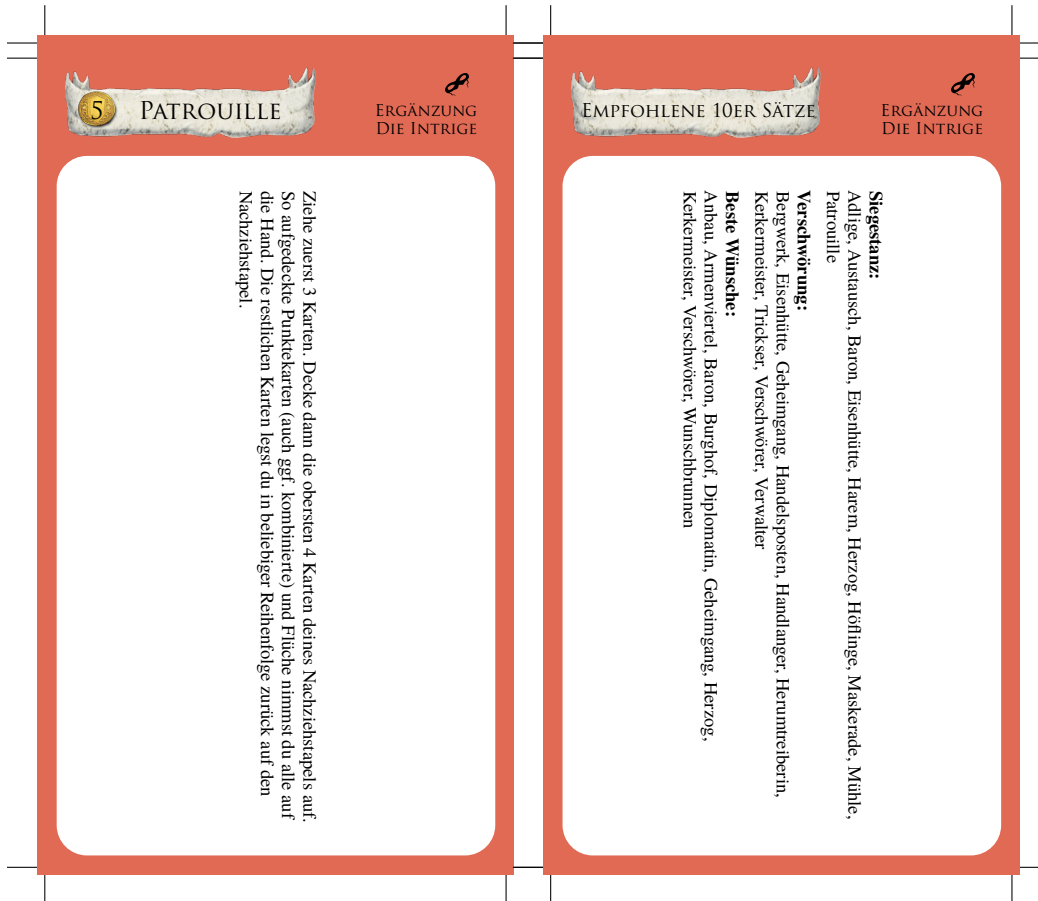 5 PATROUILLE
ERGÄNZUNG
DIE INTRIGE
Ziehe zuerst 3 Karten. Decke dann die obersten 4 Karten deines Nachziehstapels auf.
So aufgedeckte Punktekarten (auch ggf. kombinierte) und Flüche nimmst du alle auf
die Hand. Die restlichen Karten legst du in beliebiger Reihenfolge zurück auf den
Nachziehstapel.
EMPFOHLENE 10ER SÄTZE
ERGÄNZUNG
DIE INTRIGE
Siegestanz:
Adlige, Austausch, Baron, Eisenhütte, Harem, Herzog, Höflinge, Maskerade, Mühle,
Patrouille
Verschwörung:
Bergwerk, Eisenhütte, Geheimgang, Handelsposten, Handlanger, Herumtreiberin,
Kerkermeister, Trickser, Verschwörer, Verwalter
Beste Wünsche:
Anbau, Armenviertel, Baron, Burghof, Diplomatin, Geheimgang, Herzog,
Kerkermeister, Verschwörer, Wunschbrunnen